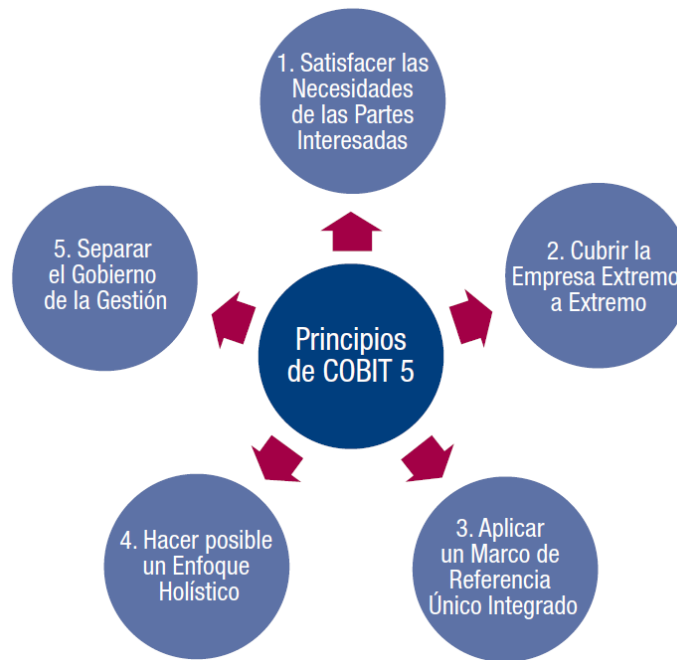 1. Satisfacer las
Necesidades
de las Partes
Interesadas
2. Cubrir la
Empresa Extremo
a Extremo
3. Aplicar
un Marco de
Referencia
Único Integrado
4. Hacer posible
un Enfoque
Holístico
5. Separar
el Gobierno
de la Gestión
Principios
de COBIT 5